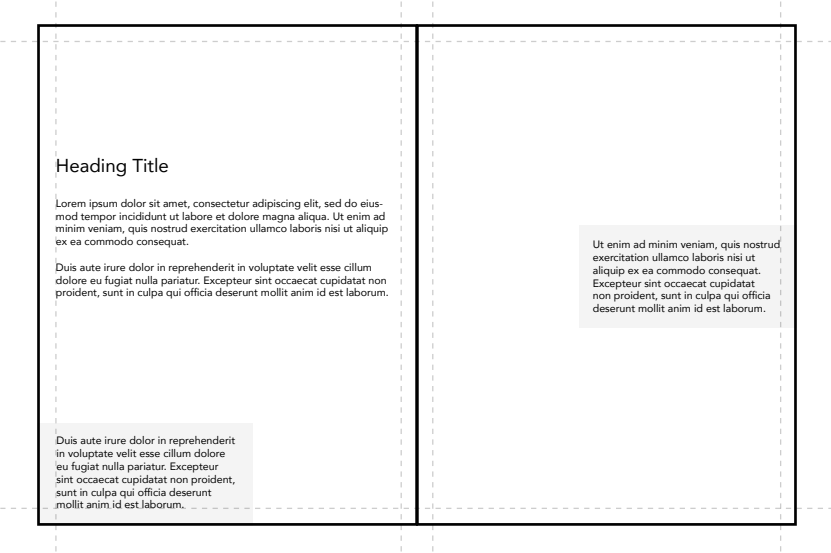 Heading Title
Lorem ipsum dolor sit amet, consectetur adipiscing elit, sed do eius-
mod tempor incididunt ut labore et dolore magna aliqua. Ut enim ad
minim veniam, quis nostrud exercitation ullamco laboris nisi ut aliquip
ex ea commodo consequat.
Duis aute irure dolor in reprehenderit in voluptate velit esse cillum
dolore eu fugiat nulla pariatur. Excepteur sint occaecat cupidatat non
proident, sunt in culpa qui officia deserunt mollit anim id est laborum.
Duis aute irure dolor in reprehenderit
in voluptate velit esse cillum dolore
eu fugiat nulla pariatur. Excepteur
sint occaecat cupidatat non proident,
sunt in culpa qui officia deserunt
mollit anim id est laborum.
Ut enim ad minim veniam, quis nostrud
exercitation ullamco laboris nisi ut
aliquip ex ea commodo consequat.
Excepteur sint occaecat cupidatat
non proident, sunt in culpa qui officia
deserunt mollit anim id est laborum.